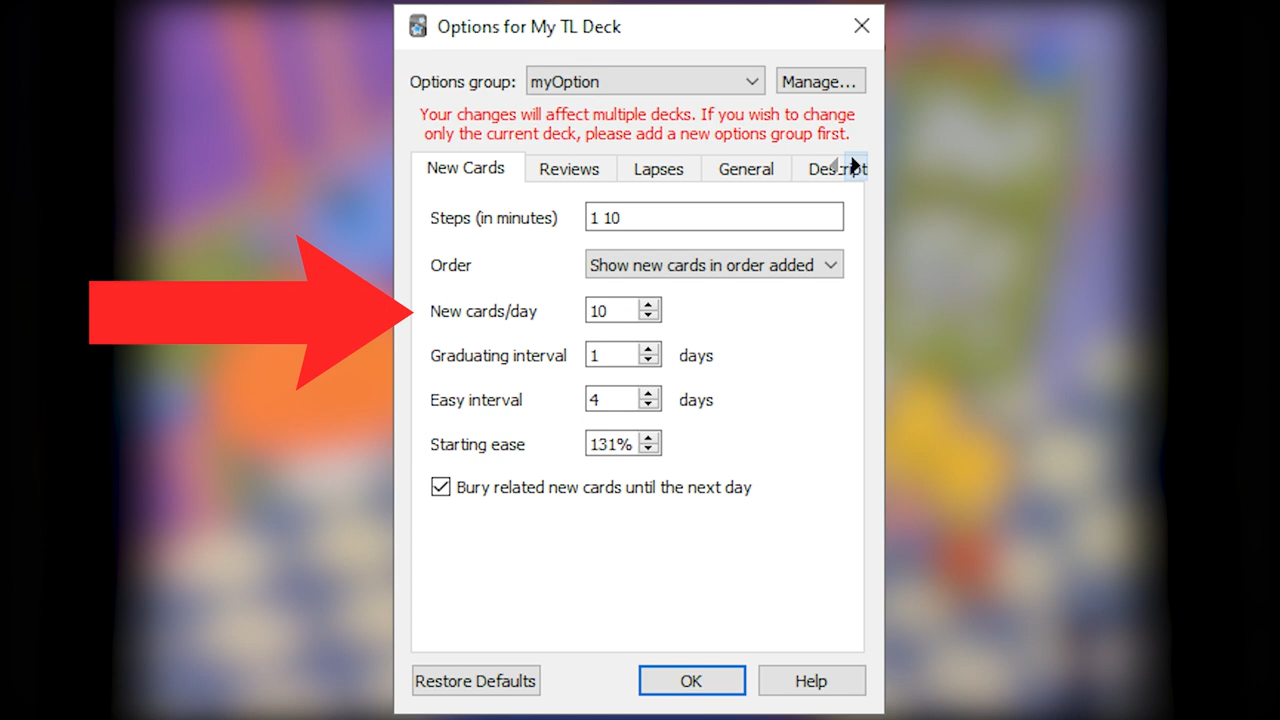 Options for My TL Deck
Options group: myOption Manage...
Your changes will affect multiple decks. If you wish to change
only the current deck, please add a new options group first.
New Cards Reviews Lapses General
Steps (in minutes) 1 10
Order Show new cards in order added
New cards/day 10
Graduating interval 1 days
Easy interval 4 days
Starting ease 131%
Bury related new cards until the next day
Restore Defaults OK Help